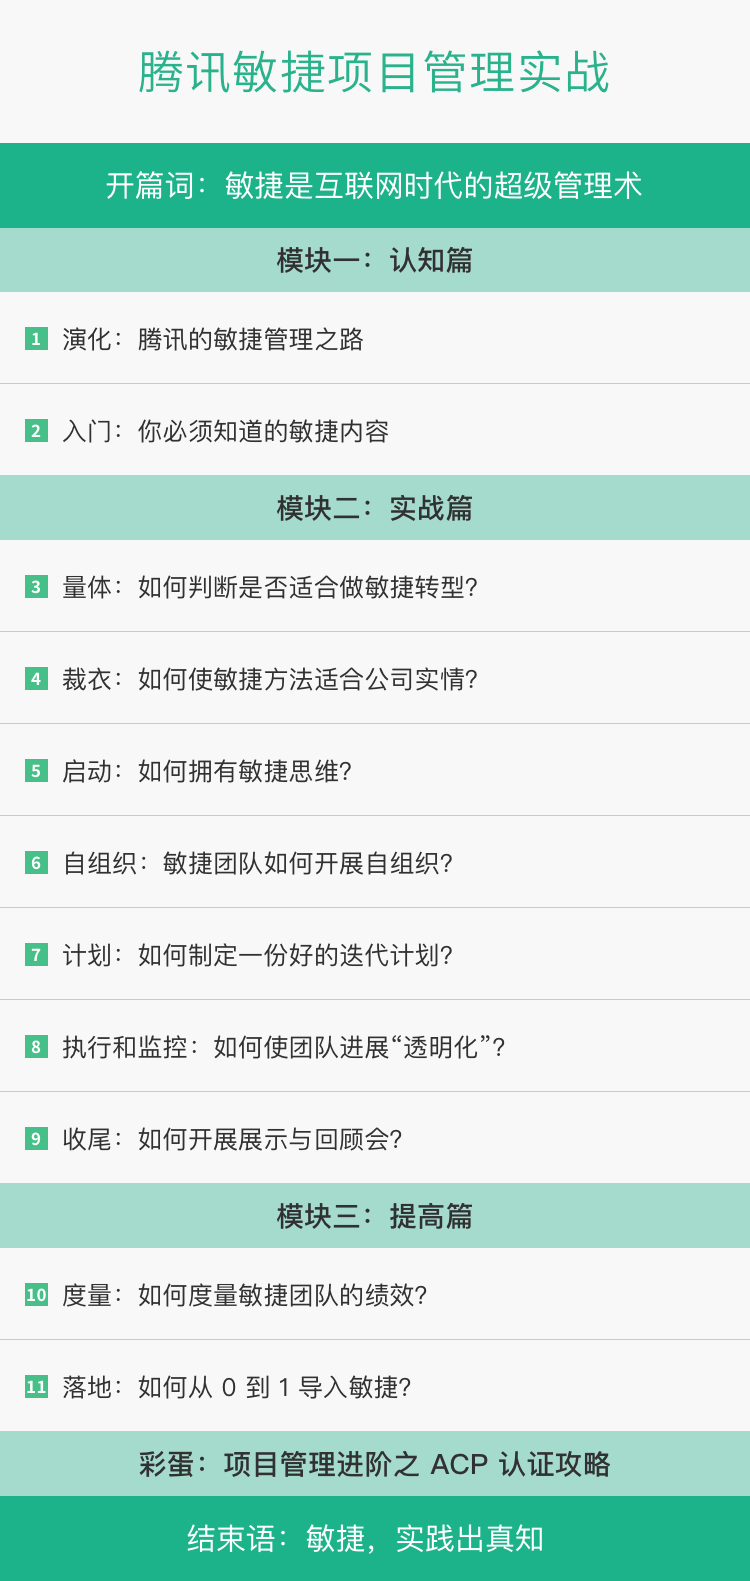 腾讯敏捷项目管理实战
开篇词：敏捷是互联网时代的超级管理术
模块一：认知篇
1 演化：腾讯的敏捷管理之路
2 入门：你必须知道的敏捷内容
模块二：实战篇
3 量体：如何判断是否适合做敏捷转型?
4 裁衣：如何使敏捷方法适合公司实情?
5 启动：如何拥有敏捷思维?
6 自组织：敏捷团队如何开展自组织?
7 计划：如何制定一份好的迭代计划?
8 执行和监控：如何使团队进展“透明化”?
9 收尾：如何开展展示与回顾会?
模块三：提高篇
10 度量：如何度量敏捷团队的绩效?
11 落地：如何从 0 到 1 导入敏捷?
彩蛋：项目管理进阶之 ACP 认证攻略
结束语：敏捷，实践出真知